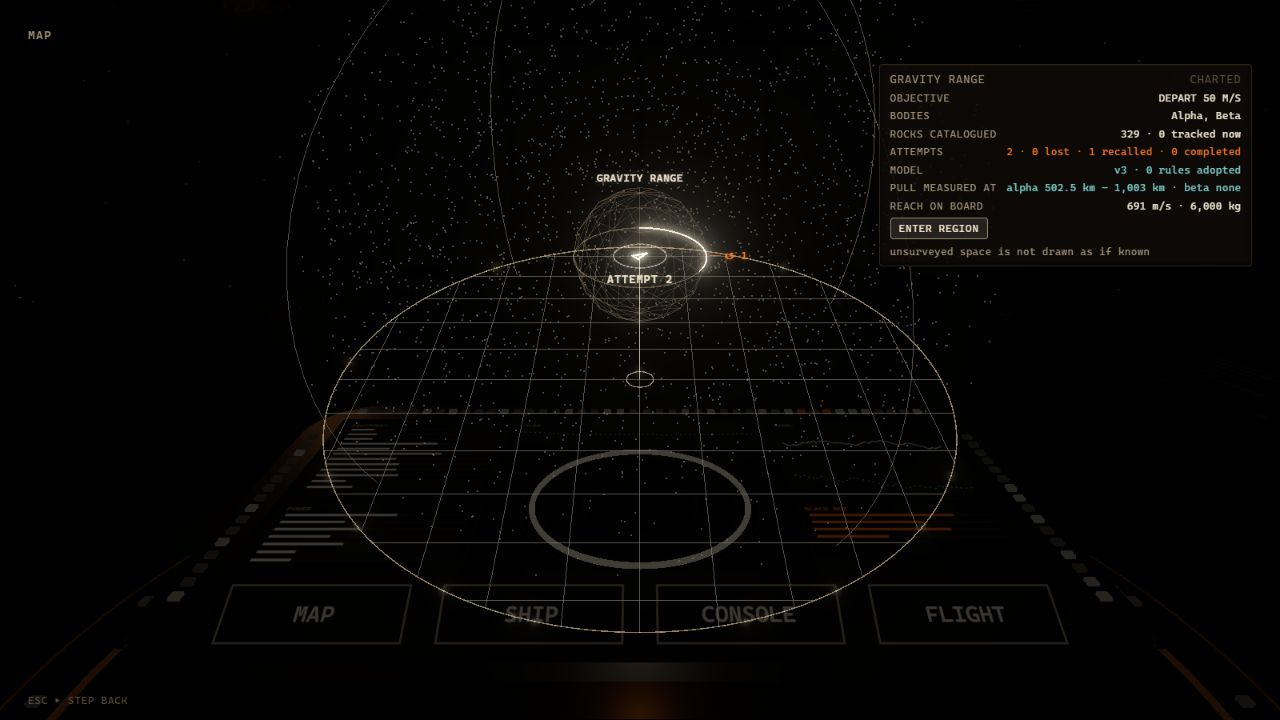 MAP
GRAVITY RANGE CHARTED
OBJECTIVE DEPART 50 M/S
BODIES Alpha, Beta
ROCKS CATALOGUED 329 · 0 tracked now
ATTEMPTS 2 · 0 lost · 1 recalled · 0 completed
MODEL v3 · 0 rules adopted
PULL MEASURED AT alpha 502.5 km – 1,003 km · beta none
REACH ON BOARD 691 m/s · 6,000 kg
ENTER REGION
unsurveyed space is not drawn as if known
GRAVITY RANGE
↺ 1
ATTEMPT 2
POWER
MAP SHIP CONSOLE FLIGHT
ESC ▸ STEP BACK